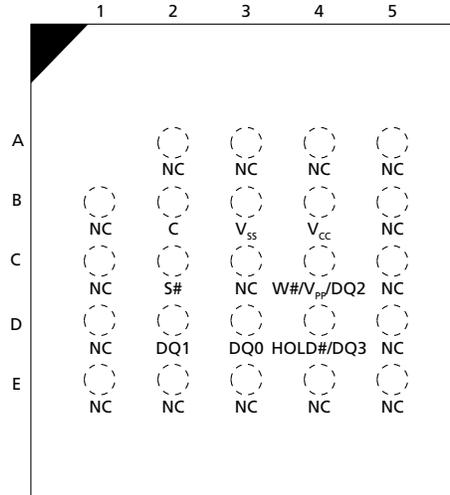 1 2 3 4 5
A
NC NC NC NC
B
NC C VSS VCC NC
C
NC S# NC W#/VPP/DQ2 NC
D
NC DQ1 DQ0 HOLD#/DQ3 NC
E
NC NC NC NC NC